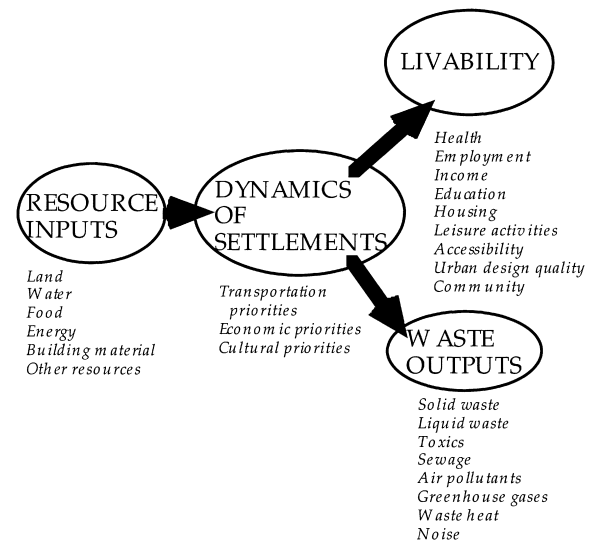 RESOURCE
INPUTS
Land
Water
Food
Energy
Building material
Other resources
DYNAMICS
OF
SETTLEMENTS
Transportation
priorities
Economic priorities
Cultural priorities
LIVABILITY
Health
Employment
Income
Education
Housing
Leisure activities
Accessibility
Urban design quality
Community
WASTE
OUTPUTS
Solid waste
Liquid waste
Toxics
Sewage
Air pollutants
Greenhouse gases
Waste heat
Noise